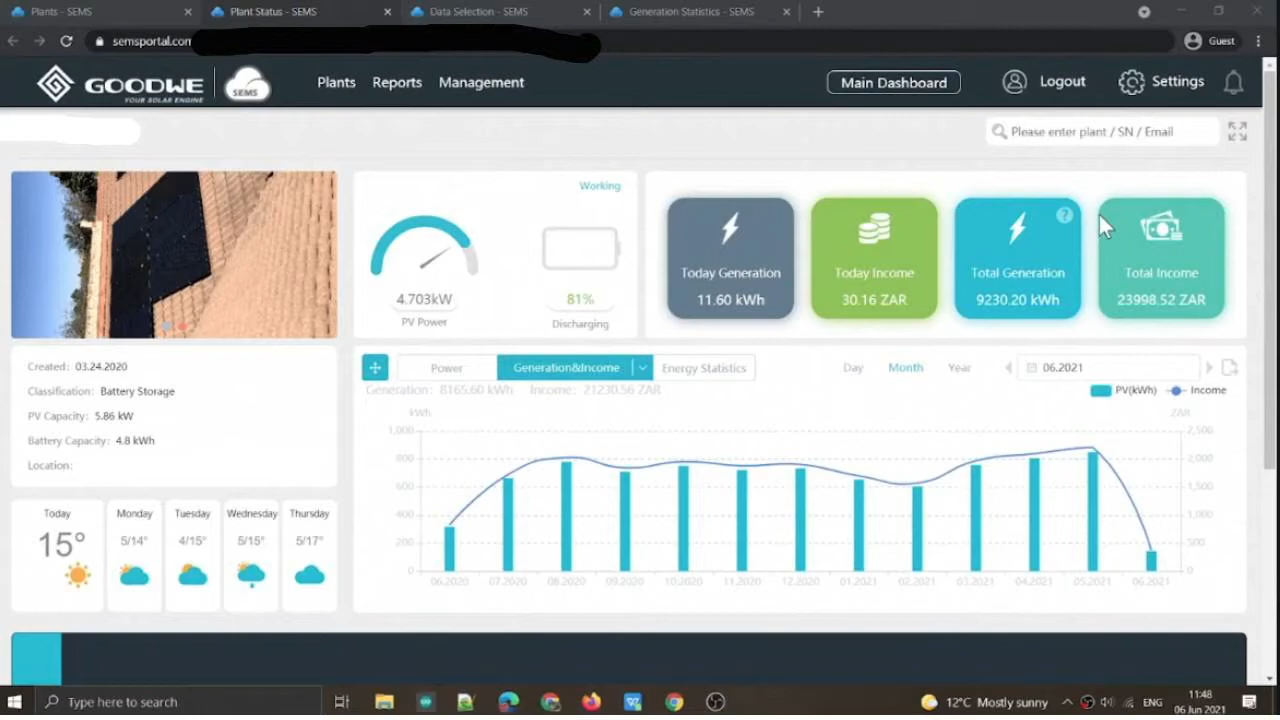 Plants - SEMS
Plant Status - SEMS
Data Selection - SEMS
Generation Statistics - SEMS
semsportal.com
Guest
GOODWE
YOUR SOLAR ENGINE
SEMS
Plants
Reports
Management
Main Dashboard
Logout
Settings
Please enter plant / SN / Email
Working
4.703kW
PV Power
81%
Discharging
Today Generation
11.60 kWh
Today Income
30.16 ZAR
?
Total Generation
9230.20 kWh
Total Income
23998.52 ZAR
Created: 03.24.2020
Classification: Battery Storage
PV Capacity: 5.86 kW
Battery Capacity: 4.8 kWh
Location:
Power
Generation&Income
Energy Statistics
Day
Month
Year
06.2021
Generation: 8165.60 kWh Income: 21230.56 ZAR
PV(kWh)
Income
kWh
ZAR
1,000
800
600
400
200
0
2,500
2,000
1,500
1,000
500
0
06.2020
07.2020
08.2020
09.2020
10.2020
11.2020
12.2020
01.2021
02.2021
03.2021
04.2021
05.2021
06.2021
Today
15°
Monday
5/14°
Tuesday
4/15°
Wednesday
5/15°
Thursday
5/17°
Type here to search
12°C Mostly sunny
ENG
11:48
06 Jun 2021